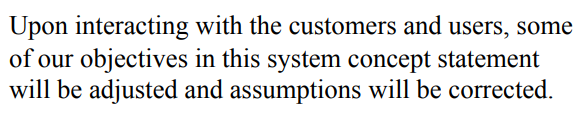 Upon interacting with the customers and users, some
of our objectives in this system concept statement
will be adjusted and assumptions will be corrected.